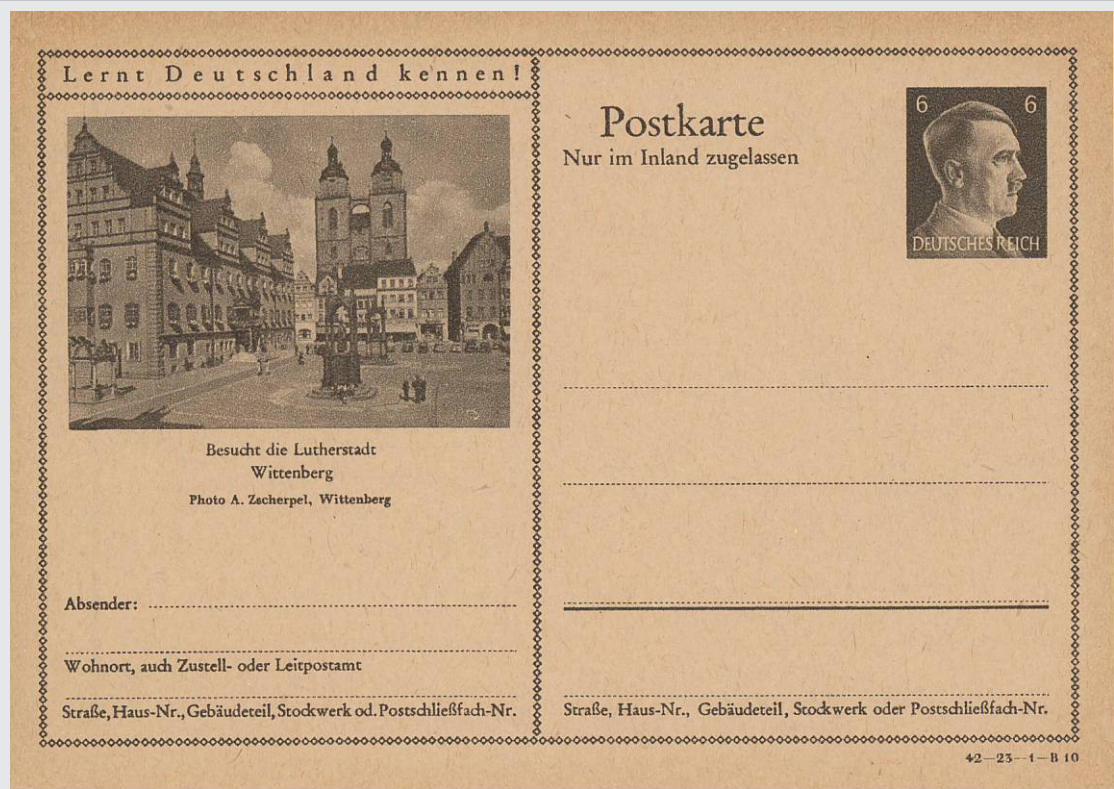 Lernt Deutschland kennen!
Besucht die Lutherstadt
Wittenberg
Photo A. Zscherpel, Wittenberg
Absender:
Wohnort, auch Zustell- oder Leitpostamt
Straße, Haus-Nr., Gebäudeteil, Stockwerk od. Postschließfach-Nr.
Postkarte
Nur im Inland zugelassen
6 6
DEUTSCHES REICH
Straße, Haus-Nr., Gebäudeteil, Stockwerk oder Postschließfach-Nr.
42—23--1—B 10